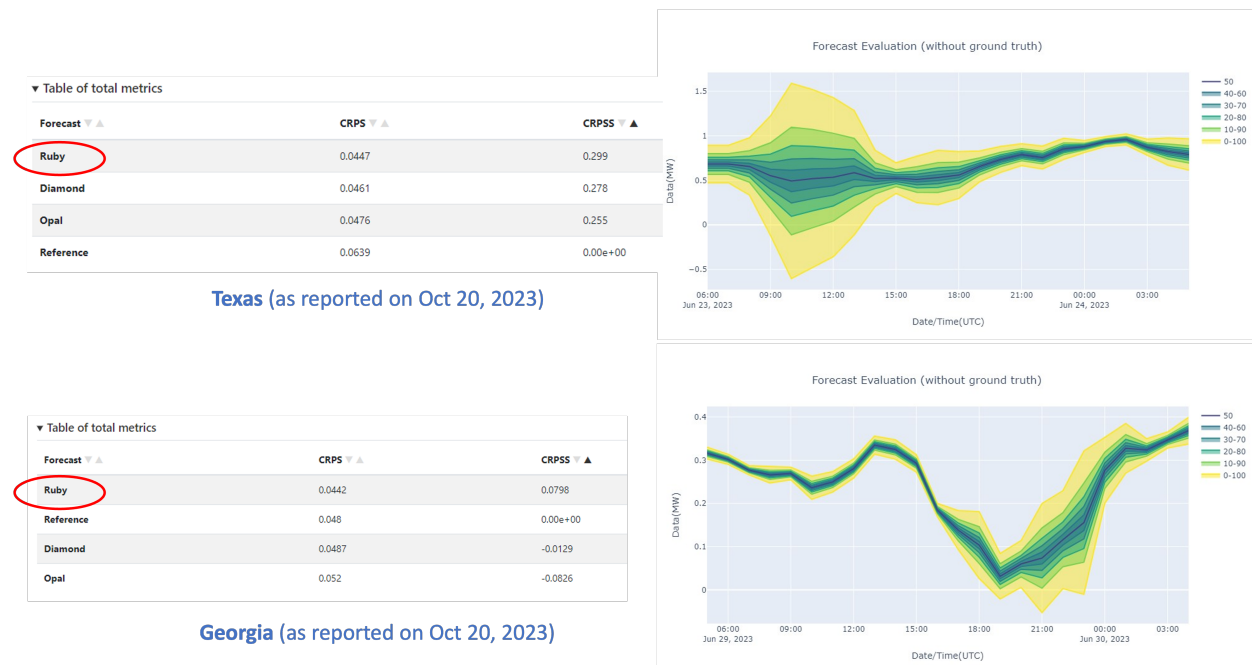 ▼ Table of total metrics
Forecast ▼ ▲ CRPS ▼ ▲ CRPSS ▼ ▲
Ruby 0.0447 0.299
Diamond 0.0461 0.278
Opal 0.0476 0.255
Reference 0.0639 0.00e+00
Texas (as reported on Oct 20, 2023)
Forecast Evaluation (without ground truth)
1.5
1
0.5
0
−0.5
Data(MW)
06:00 09:00 12:00 15:00 18:00 21:00 00:00 03:00
Jun 23, 2023 Jun 24, 2023
Date/Time(UTC)
50
40-60
30-70
20-80
10-90
0-100
▼ Table of total metrics
Forecast ▼ ▲ CRPS ▼ ▲ CRPSS ▼ ▲
Ruby 0.0442 0.0798
Reference 0.048 0.00e+00
Diamond 0.0487 -0.0129
Opal 0.052 -0.0826
Georgia (as reported on Oct 20, 2023)
Forecast Evaluation (without ground truth)
0.4
0.3
0.2
0.1
0
Data(MW)
06:00 09:00 12:00 15:00 18:00 21:00 00:00 03:00
Jun 29, 2023 Jun 30, 2023
Date/Time(UTC)
50
40-60
30-70
20-80
10-90
0-100